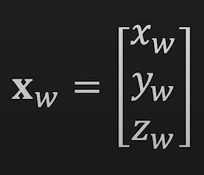 𝐱_w = [x_w
y_w
z_w]